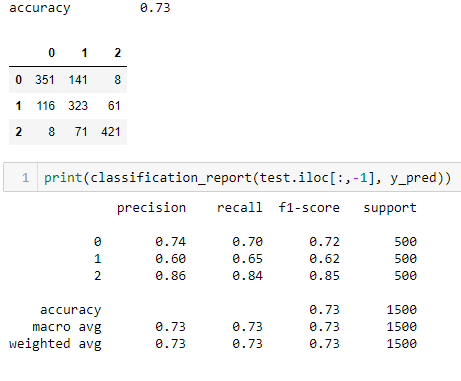 accuracy 0.73
0 1 2
0 351 141 8
1 116 323 61
2 8 71 421
1 print(classification_report(test.iloc[:,-1], y_pred))
precision recall f1-score support
0 0.74 0.70 0.72 500
1 0.60 0.65 0.62 500
2 0.86 0.84 0.85 500
accuracy 0.73 1500
macro avg 0.73 0.73 0.73 1500
weighted avg 0.73 0.73 0.73 1500